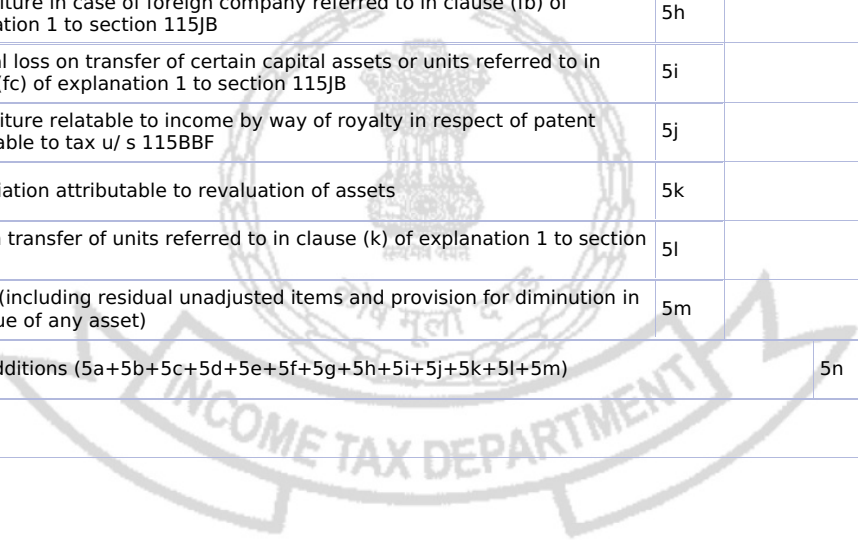 ture in case of foreign company referred to in clause (fb) of
ation 1 to section 115JB
5h
l loss on transfer of certain capital assets or units referred to in
(fc) of explanation 1 to section 115JB
5i
iture relatable to income by way of royalty in respect of patent
able to tax u/ s 115BBF
5j
iation attributable to revaluation of assets
5k
transfer of units referred to in clause (k) of explanation 1 to section
5l
(including residual unadjusted items and provision for diminution in
ue of any asset)
5m
dditions (5a+5b+5c+5d+5e+5f+5g+5h+5i+5j+5k+5l+5m)
5n
सत्यमेव जयते
कोष मूलो दण्डः
INCOME TAX DEPARTMENT